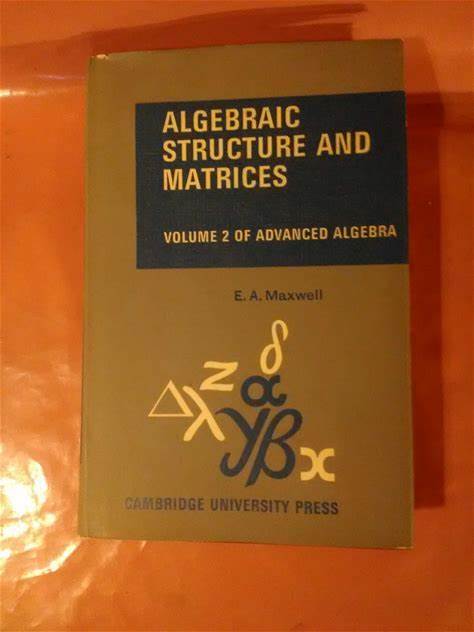 ALGEBRAIC
STRUCTURE AND
MATRICES
VOLUME 2 OF ADVANCED ALGEBRA
E. A. Maxwell
δ
z α
Δ λ y β x
CAMBRIDGE UNIVERSITY PRESS